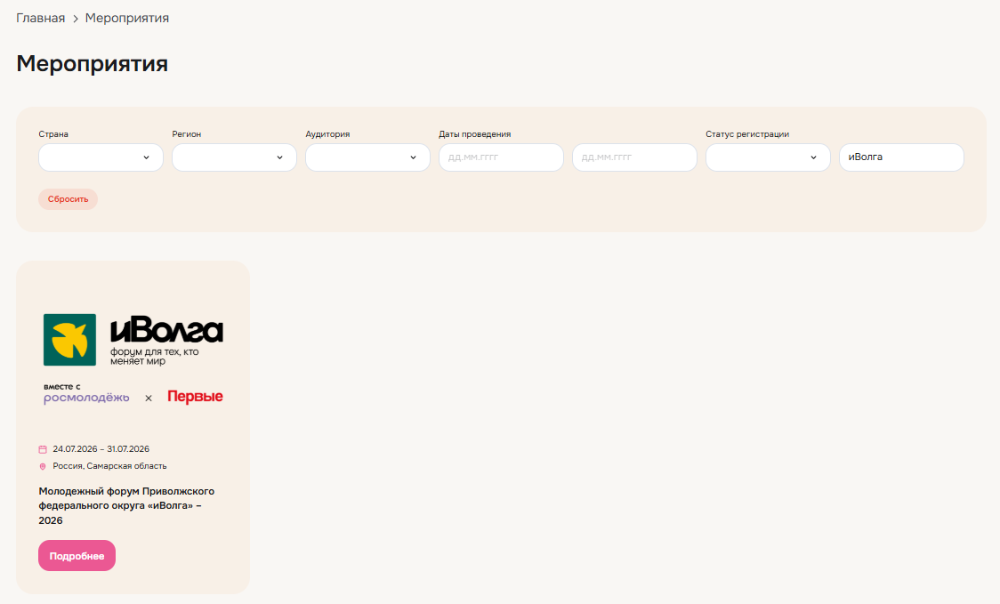 Главная > Мероприятия
Мероприятия
Страна
Регион
Аудитория
Даты проведения
Статус регистрации
дд.мм.гггг
дд.мм.гггг
иВолга
Сбросить
иВолга
форум для тех, кто
меняет мир
вместе с
росмолодёжь × Первые
24.07.2026 – 31.07.2026
Россия, Самарская область
Молодежный форум Приволжского
федерального округа «иВолга» –
2026
Подробнее